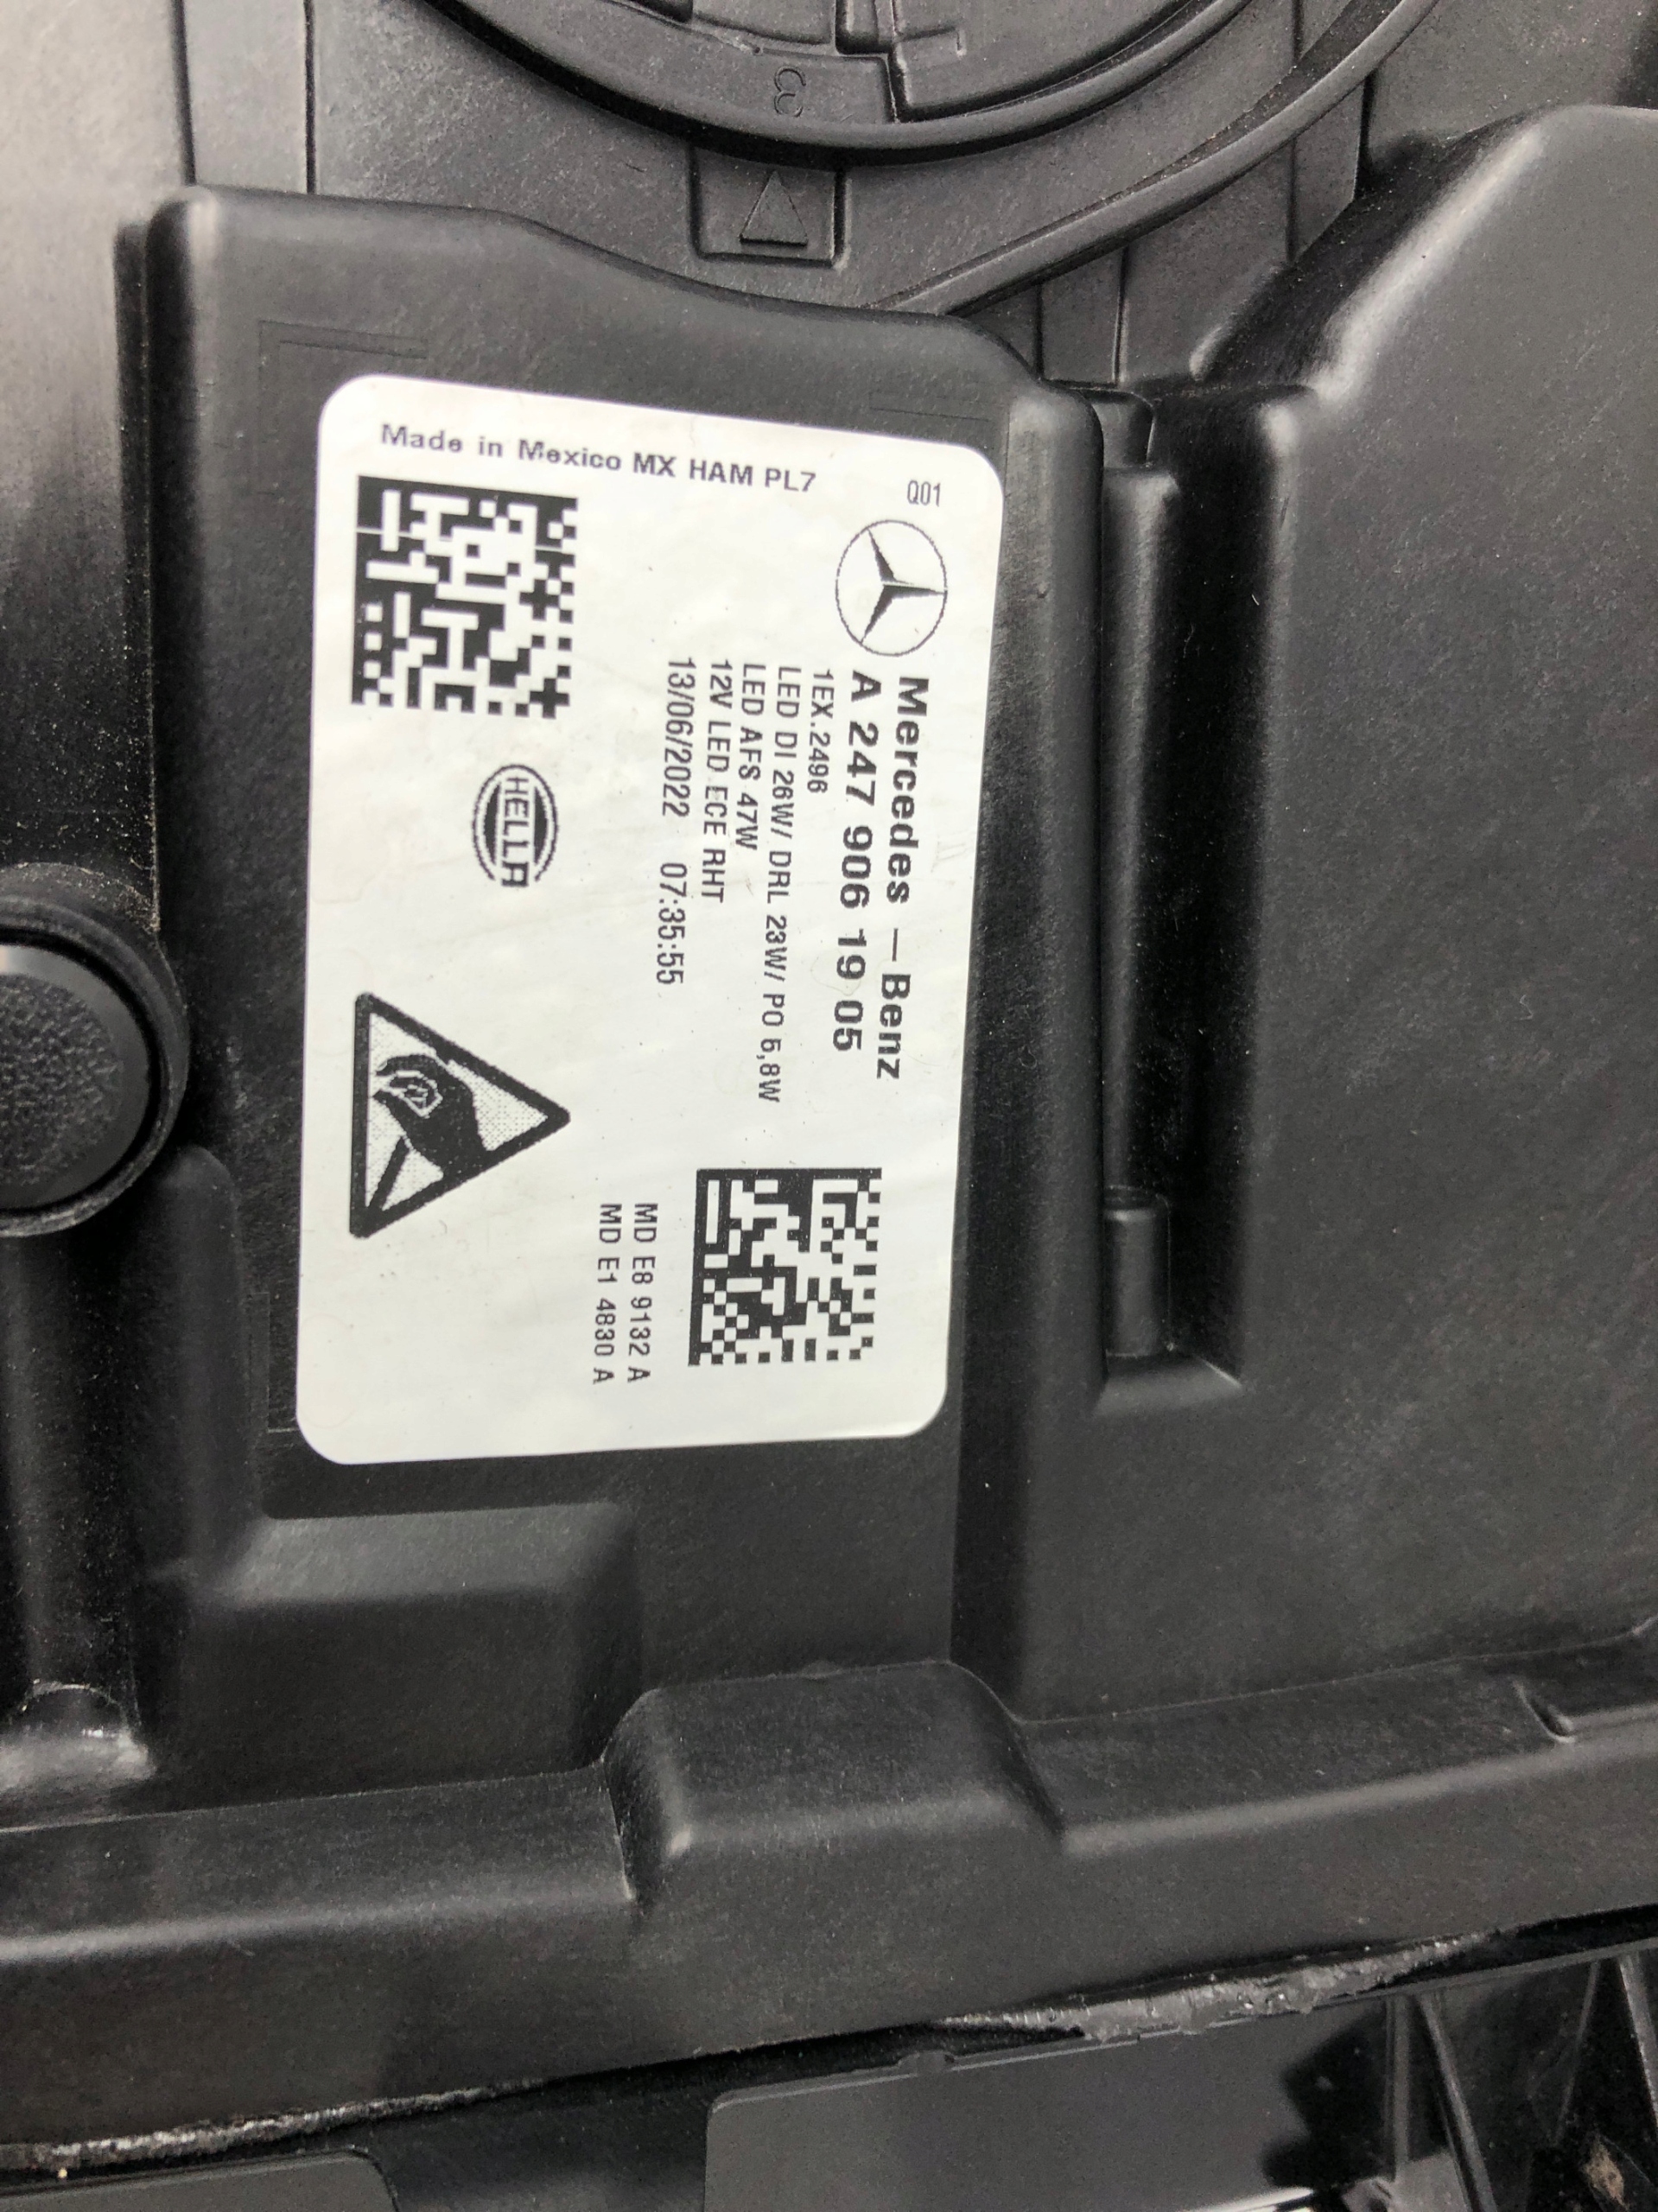 Made in Mexico MX HAM PL7
Q01
Mercedes-Benz
A 247 906 19 05
1EX.2496
LED DI 26W/ DRL 23W/ PO 5,8W
LED AFS 47W
12V LED ECE RHT
13/06/2022 07:35:55
HELLA
MD E8 9132 A
MD E1 4830 A